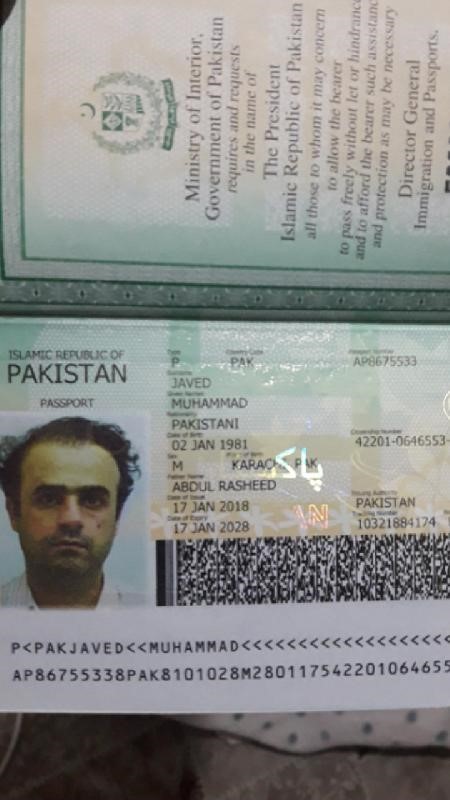 Ministry of Interior,
Government of Pakistan
requires and requests
in the name of
The President
Islamic Republic of Pakistan
all those to whom it may concern
to allow the bearer
to pass freely without let or hindrance
and to afford the bearer such assistanc
and protection as may be necessary
Director General
Immigration and Passports.
ISLAMIC REPUBLIC OF
PAKISTAN
PASSPORT
Type Country Code Passport Number
P PAK AP8675533
Surname
JAVED
Given Names
MUHAMMAD
Nationality
PAKISTANI
Date of Birth Citizenship Number
02 JAN 1981 42201-0646553-
Sex Place of Birth
M KARACHI, PAK
پاک
Father Name
ABDUL RASHEED
Date of Issue Issuing Authority
17 JAN 2018 PAKISTAN
Date of Expiry Tracking Number
17 JAN 2028 10321884174
P<PAKJAVED<<MUHAMMAD<<<<<<<<<<<<<<<<<<<
AP86755338PAK8101028M280117542201064655